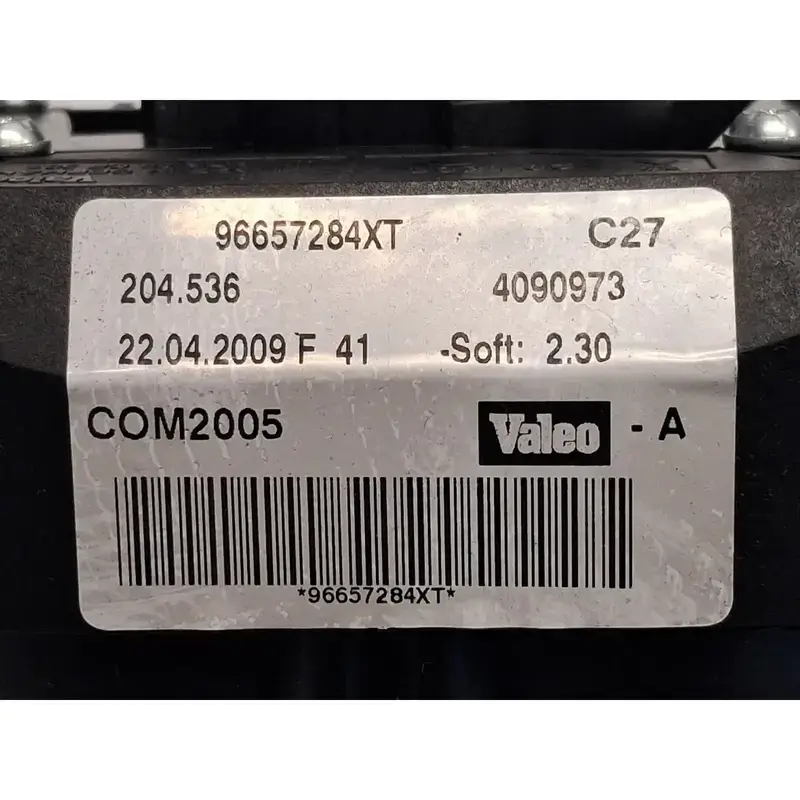 96657284XT C27
204.536 4090973
22.04.2009 F 41 -Soft: 2.30
COM2005 Valeo - A
*96657284XT*